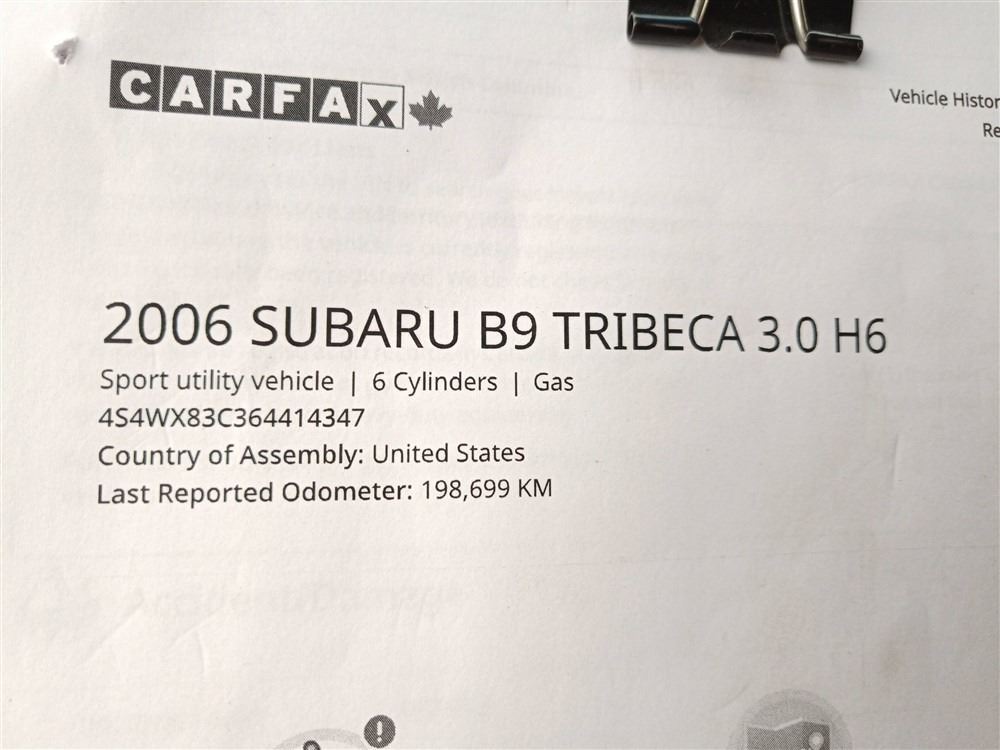 CARFAX
Vehicle Histor
Re
2006 SUBARU B9 TRIBECA 3.0 H6
Sport utility vehicle | 6 Cylinders | Gas
4S4WX83C364414347
Country of Assembly: United States
Last Reported Odometer: 198,699 KM